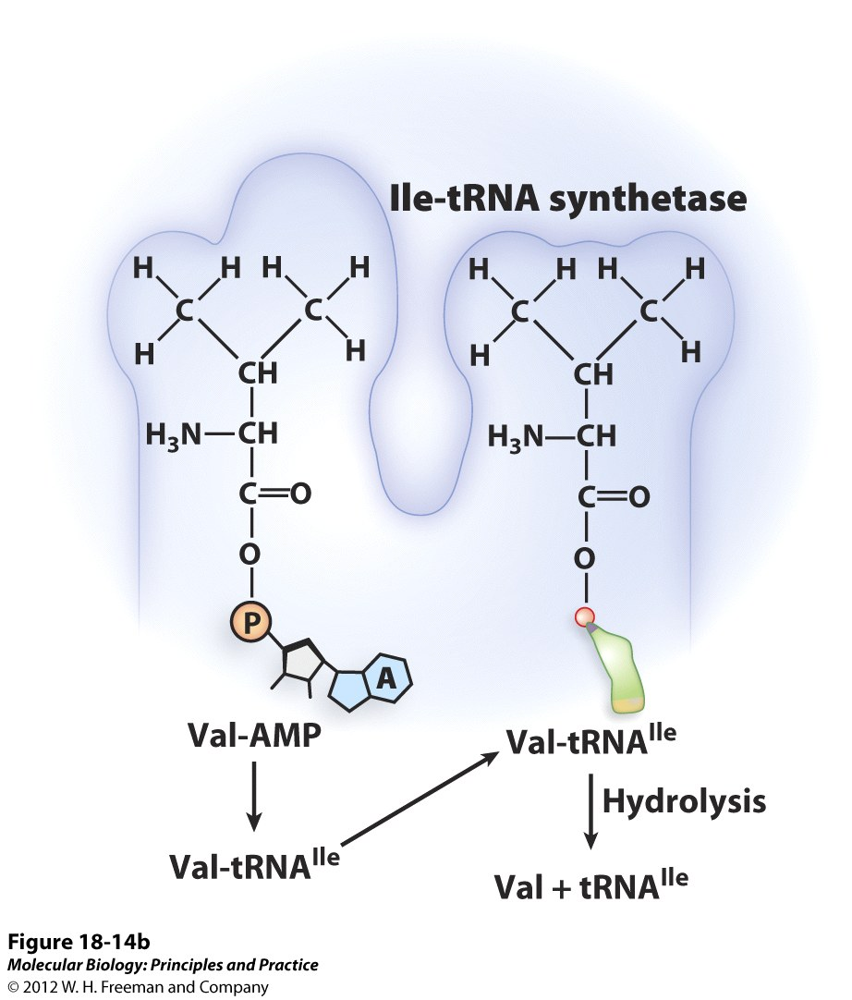 Ile-tRNA synthetase
H H H H
C C
H H
CH
H₃N—CH
C=O
O
P
A
H H H H
C C
H H
CH
H₃N—CH
C=O
O
Val-AMP
Val-tRNAᴵˡᵉ
Val-tRNAᴵˡᵉ
Hydrolysis
Val + tRNAᴵˡᵉ
Figure 18-14b
Molecular Biology: Principles and Practice
© 2012 W. H. Freeman and Company